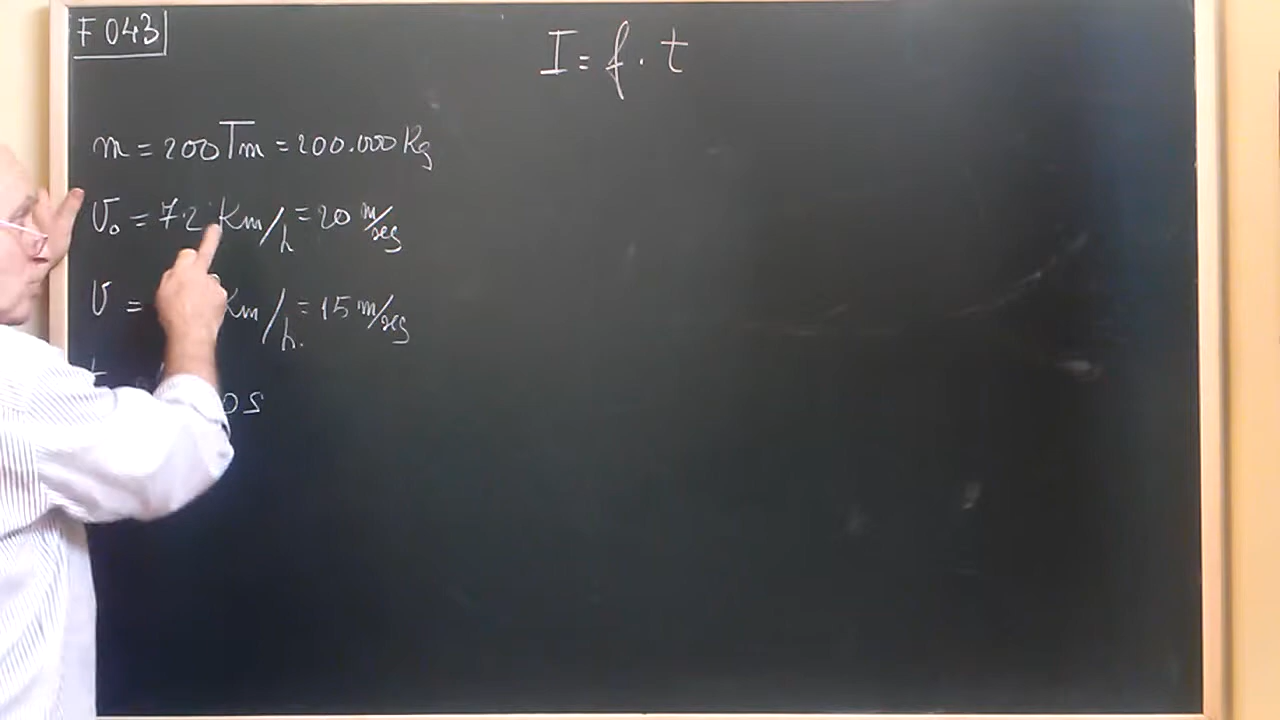 F 043
I = f · t
m = 200 Tm = 200.000 Kg
v₀ = 72 Km/h = 20 m/seg
v = Km/h. = 15 m/seg
0 s